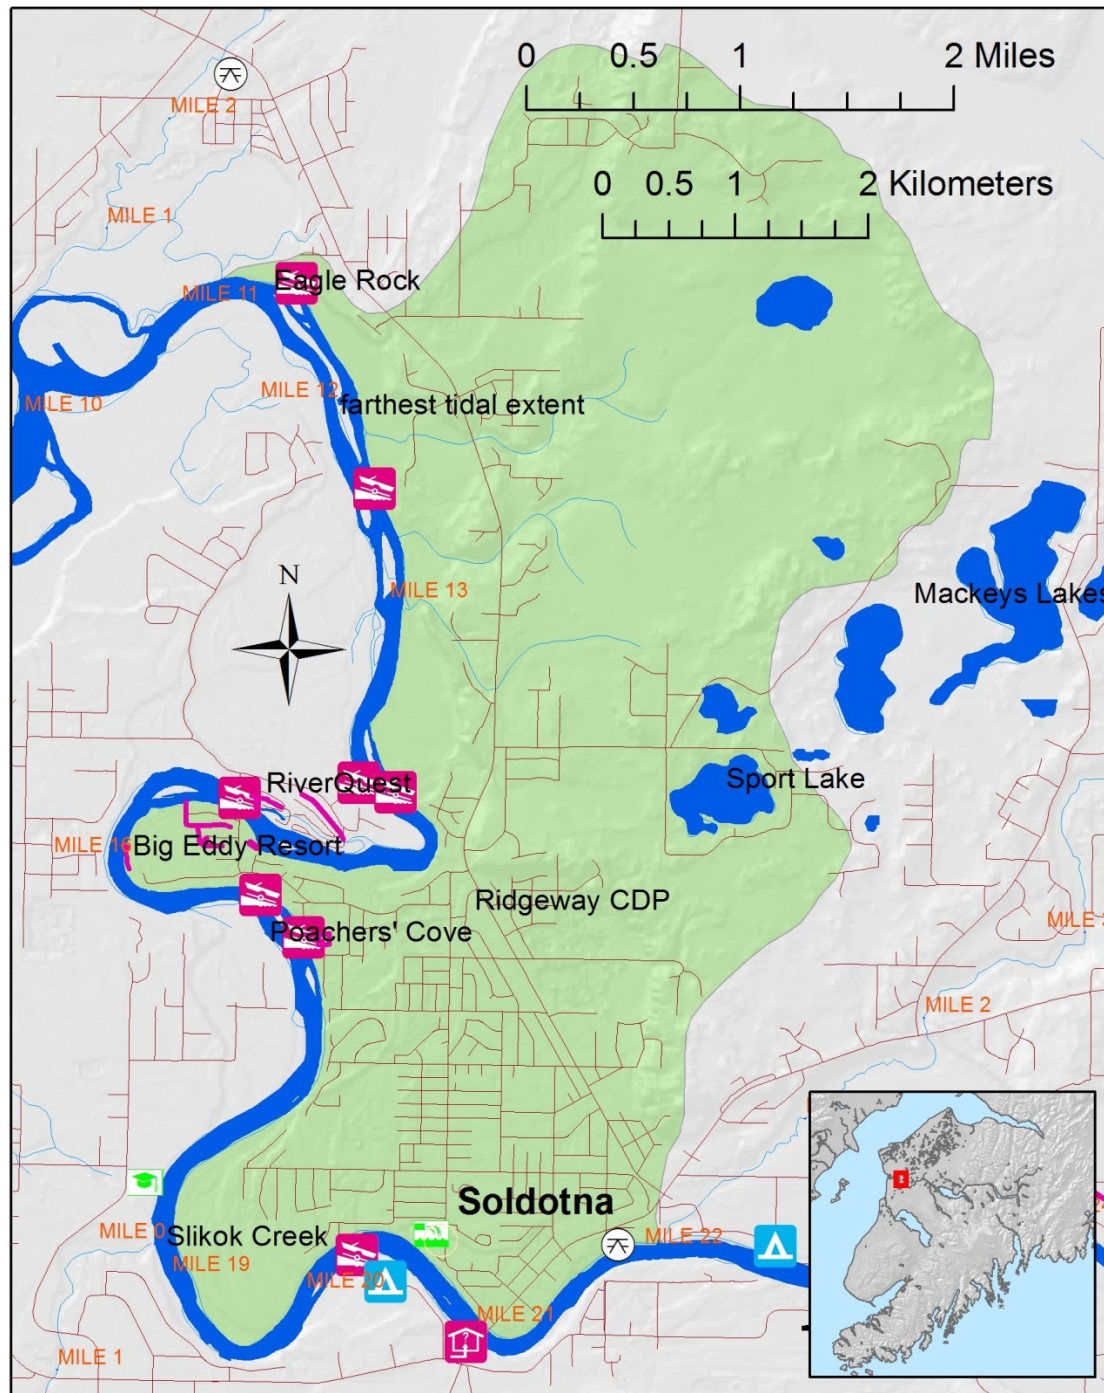 0 0.5 1 2 Miles
0 0.5 1 2 Kilometers
MILE 2
MILE 1
Eagle Rock
MILE 11
MILE 12
MILE 10
farthest tidal extent
N
MILE 13
Mackeys Lakes
RiverQuest
Sport Lake
MILE 16
Big Eddy Resort
Ridgeway CDP
Poachers' Cove
MILE 3
MILE 2
Soldotna
MILE 0
Slikok Creek
MILE 22
MILE 19
MILE 20
MILE 21
MILE 1
?